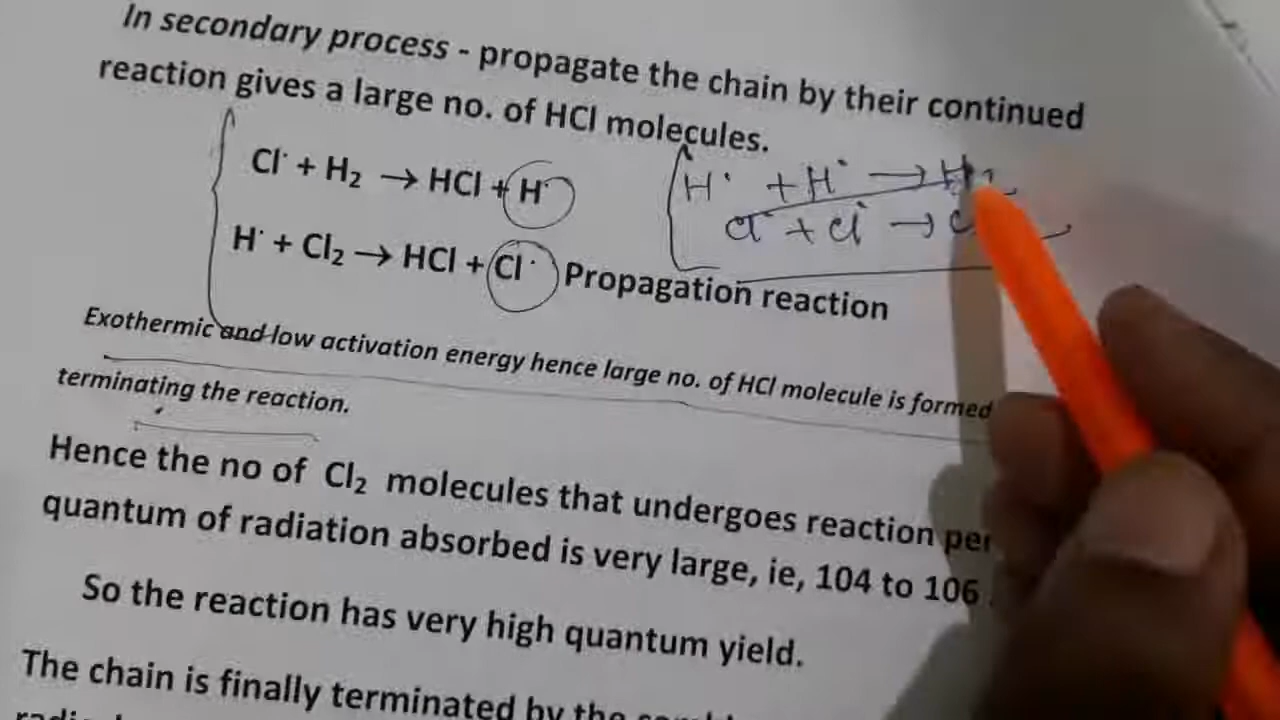 In secondary process - propagate the chain by their continued
reaction gives a large no. of HCl molecules.
Cl˙ + H₂ → HCl + H˙
H˙ + H˙ → H₂
Cl˙ + Cl˙ →
H˙ + Cl₂ → HCl + Cl˙ Propagation reaction
Exothermic and low activation energy hence large no. of HCl molecule is formed
terminating the reaction.
Hence the no of Cl₂ molecules that undergoes reaction per
quantum of radiation absorbed is very large, ie, 104 to 106
So the reaction has very high quantum yield.
The chain is finally terminated by the